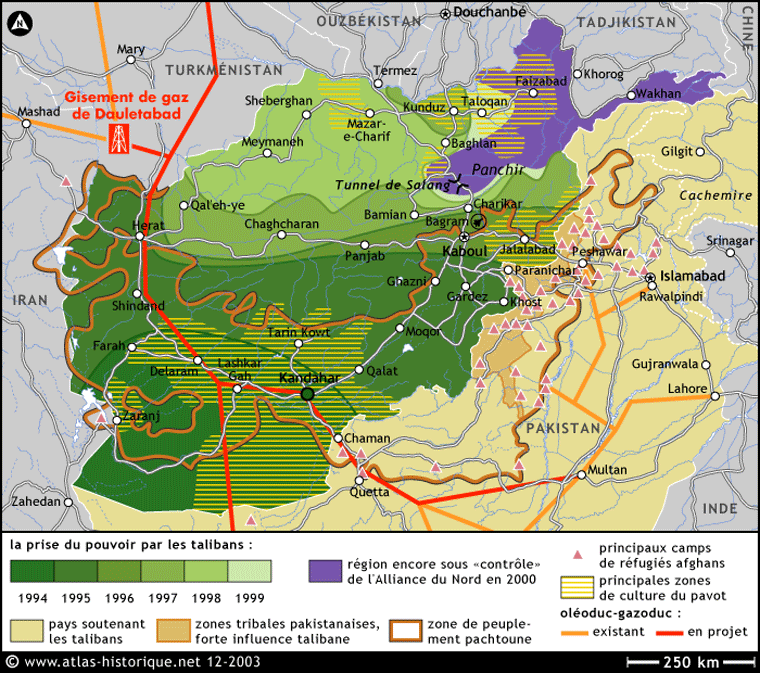 Douchanbé
OUZBÉKISTAN
TADJIKISTAN
CHINE
Mary
TURKMÉNISTAN
Termez
Khorog
Faizabad
Wakhan
Gisement de gaz
de Dauletabad
Sheberghan
Kunduz
Taloqan
Mashad
Mazar-
e-Charif
Baghlan
Meymaneh
Panchir
Gilgit
Tunnel de Salang
Cachemire
Qal'eh-ye
Bamian
Charikar
Bagram
Herat
Chaghcharan
Kaboul
Jalalabad
Srinagar
Panjab
Peshawar
Paranichar
Islamabad
Ghazni
Rawalpindi
IRAN
Shindand
Gardez
Khost
Tarin Kowt
Moqor
Farah
Delaram
Lashkar
Gah
Qalat
Gujranwala
Kandahar
Lahore
Zaranj
PAKISTAN
Chaman
Multan
Quetta
Zahedan
INDE
la prise du pouvoir par les talibans :
1994 1995 1996 1997 1998 1999
région encore sous «contrôle»
de l'Alliance du Nord en 2000
principaux camps
de réfugiés afghans
principales zones
de culture du pavot
pays soutenant
les talibans
zones tribales pakistanaises,
forte influence talibane
zone de peuple-
ment pachtoune
oléoduc-gazoduc :
existant en projet
© www.atlas-historique.net 12-2003
250 km